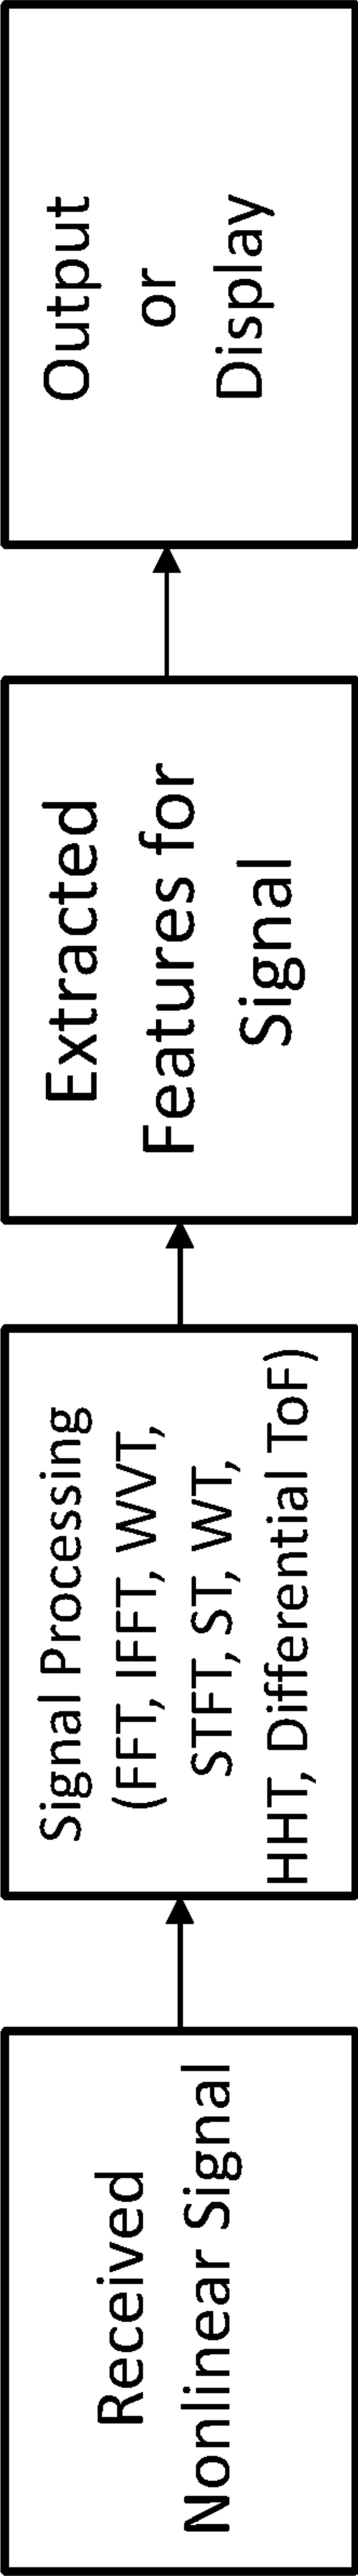 Received
Nonlinear Signal
Signal Processing
(FFT, IFFT, WVT,
STFT, ST, WT,
HHT, Differential ToF)
Extracted
Features for
Signal
Output
or
Display